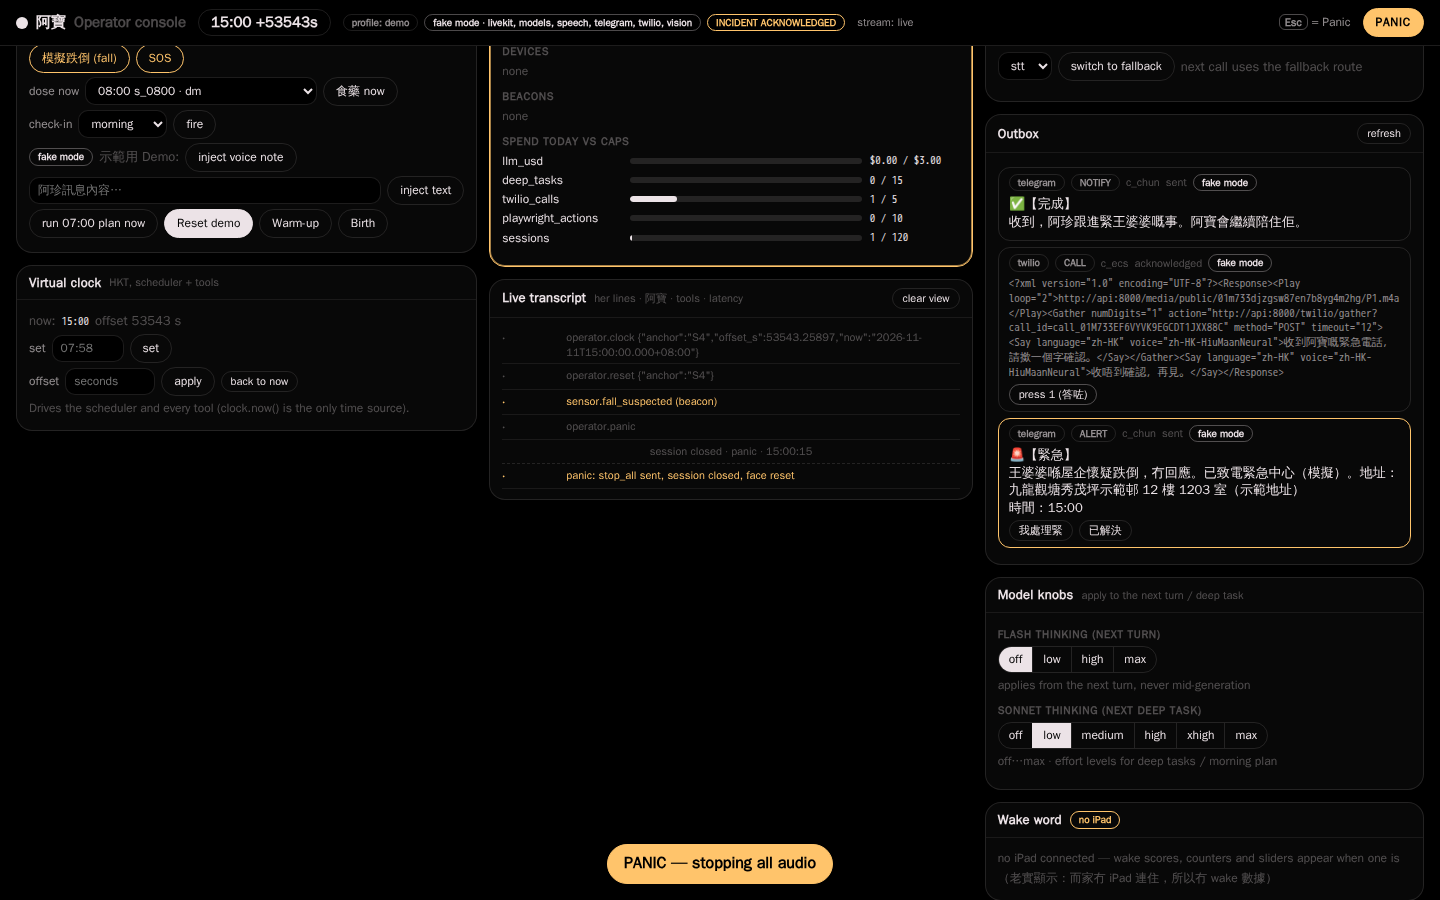 阿寶 Operator console
15:00 +53543s
profile: demo
fake mode · livekit, models, speech, telegram, twilio, vision
INCIDENT ACKNOWLEDGED
stream: live
Esc = Panic
PANIC
模擬跌倒 (fall)
SOS
dose now
08:00 s_0800 · dm
食藥 now
check-in
morning
fire
fake mode
示範用 Demo:
inject voice note
阿珍訊息內容…
inject text
run 07:00 plan now
Reset demo
Warm-up
Birth
Virtual clock HKT, scheduler + tools
now: 15:00 offset 53543 s
set
07:58
set
offset
seconds
apply
back to now
Drives the scheduler and every tool (clock.now() is the only time source).
DEVICES
none
BEACONS
none
SPEND TODAY VS CAPS
llm_usd $0.00 / $3.00
deep_tasks 0 / 15
twilio_calls 1 / 5
playwright_actions 0 / 10
sessions 1 / 120
Live transcript her lines · 阿寶 · tools · latency
clear view
· operator.clock {"anchor":"S4","offset_s":53543.25897,"now":"2026-11-
11T15:00:00.000+08:00"}
· operator.reset {"anchor":"S4"}
· sensor.fall_suspected (beacon)
· operator.panic
session closed · panic · 15:00:15
· panic: stop_all sent, session closed, face reset
PANIC — stopping all audio
stt
switch to fallback
next call uses the fallback route
Outbox
refresh
telegram NOTIFY c_chun sent fake mode
✅【完成】
收到，阿珍跟進緊王婆婆嘅事。阿寶會繼續陪住佢。
twilio CALL c_ecs acknowledged fake mode
<?xml version="1.0" encoding="UTF-8"?><Response><Play
loop="2">http://api:8000/media/public/01m733djzgsw87en7b8yg4m2hg/P1.m4a
</Play><Gather numDigits="1" action="http://api:8000/twilio/gather?
call_id=call_01M733EF6VYVK9EGCDT1JXX88C" method="POST" timeout="12">
<Say language="zh-HK" voice="zh-HK-HiuMaanNeural">收到阿寶嘅緊急電話，
請撳一個字確認。</Say></Gather><Say language="zh-HK" voice="zh-HK-
HiuMaanNeural">收唔到確認，再見。</Say></Response>
press 1 (答咗)
telegram ALERT c_chun sent fake mode
🚨【緊急】
王婆婆喺屋企懷疑跌倒，冇回應。已致電緊急中心（模擬）。地址：
九龍觀塘秀茂坪示範邨 12 樓 1203 室（示範地址）
時間：15:00
我處理緊
已解決
Model knobs apply to the next turn / deep task
FLASH THINKING (NEXT TURN)
off low high max
applies from the next turn, never mid-generation
SONNET THINKING (NEXT DEEP TASK)
off low medium high xhigh max
off…max · effort levels for deep tasks / morning plan
Wake word
no iPad
no iPad connected — wake scores, counters and sliders appear when one is
（老實顯示：而家冇 iPad 連住，所以冇 wake 數據）